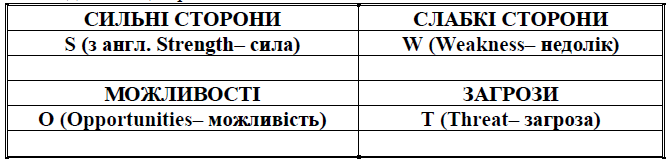 СИЛЬНІ СТОРОНИ СЛАБКІ СТОРОНИ
S (з англ. Strength– сила) W (Weakness– недолік)
МОЖЛИВОСТІ ЗАГРОЗИ
O (Opportunities– можливість) T (Threat– загроза)